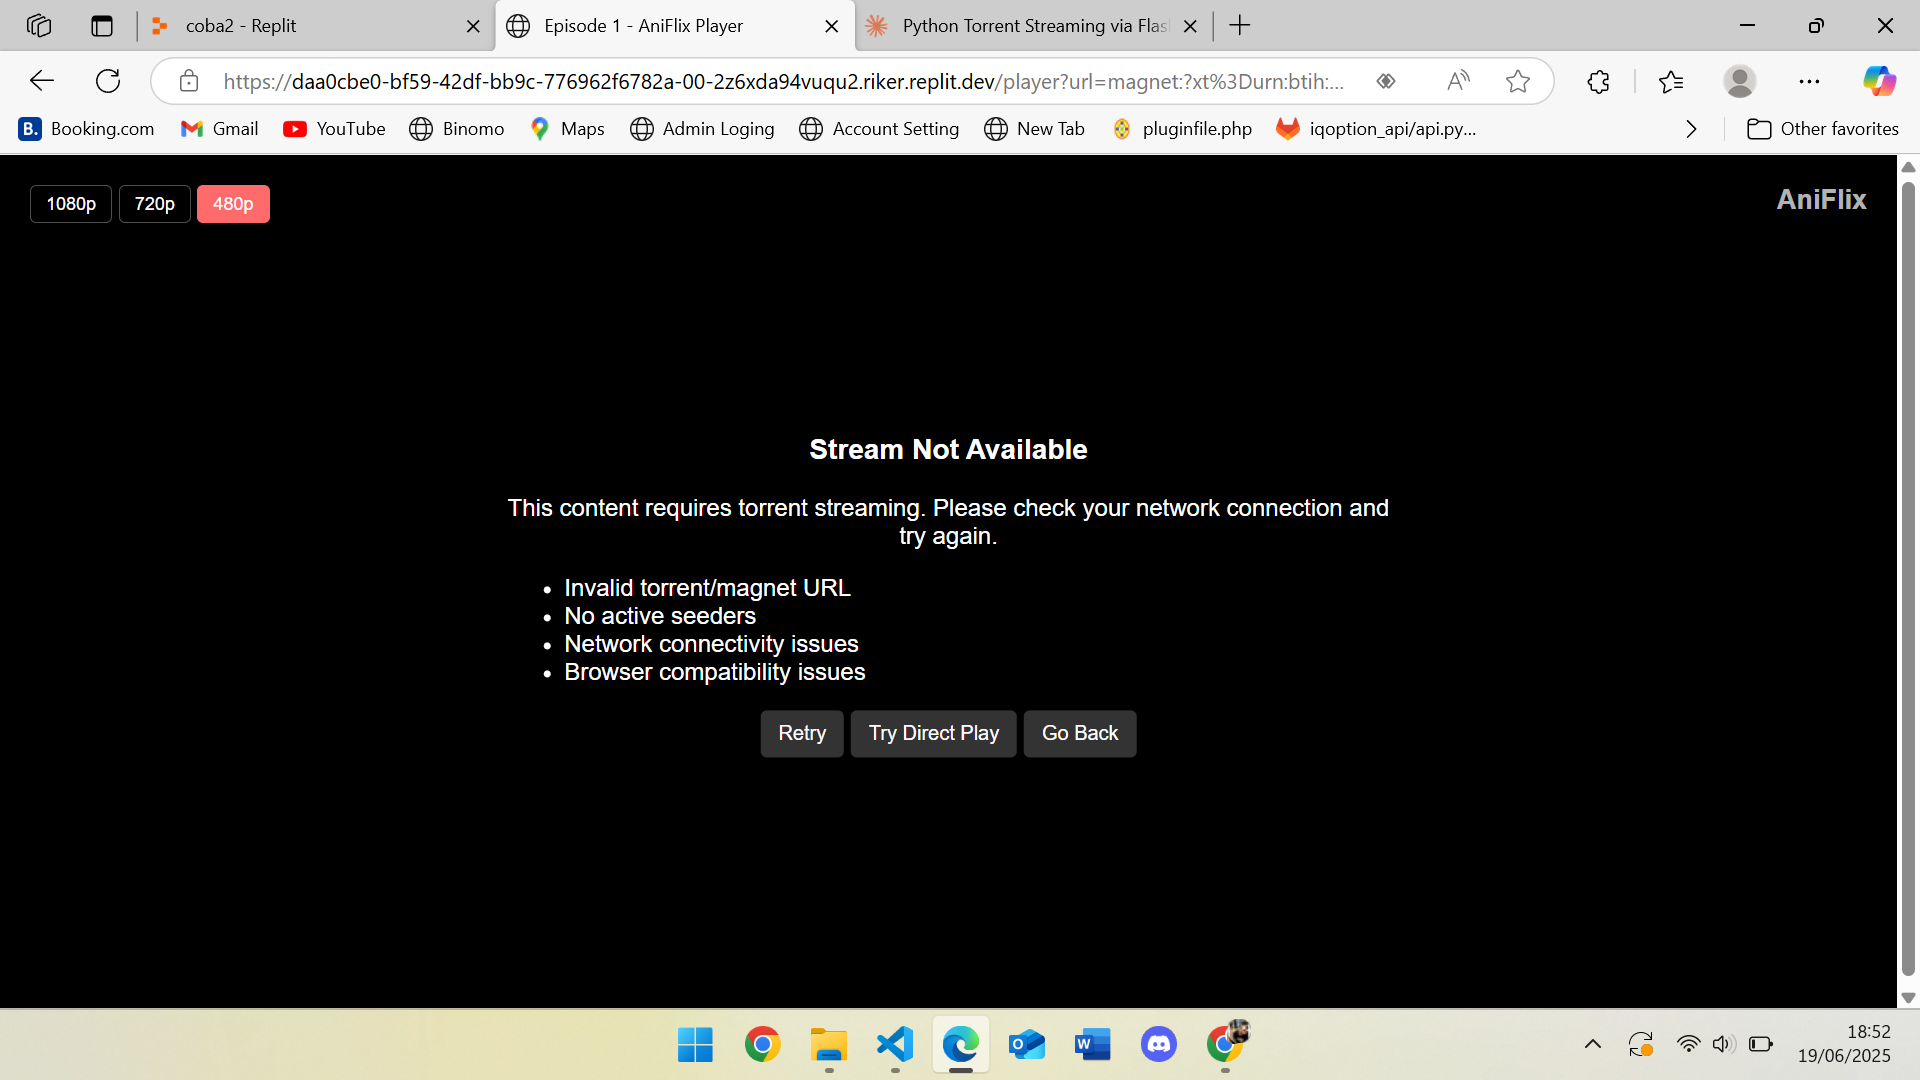 coba2 - Replit
Episode 1 - AniFlix Player
Python Torrent Streaming via Flas
https://daa0cbe0-bf59-42df-bb9c-776962f6782a-00-2z6xda94vuqu2.riker.replit.dev/player?url=magnet:?xt%3Durn:btih:...
B. Booking.com
Gmail
YouTube
Binomo
Maps
Admin Loging
Account Setting
New Tab
pluginfile.php
iqoption_api/api.py...
Other favorites
1080p
720p
480p
AniFlix
Stream Not Available
This content requires torrent streaming. Please check your network connection and
try again.
• Invalid torrent/magnet URL
• No active seeders
• Network connectivity issues
• Browser compatibility issues
Retry
Try Direct Play
Go Back
18:52
19/06/2025